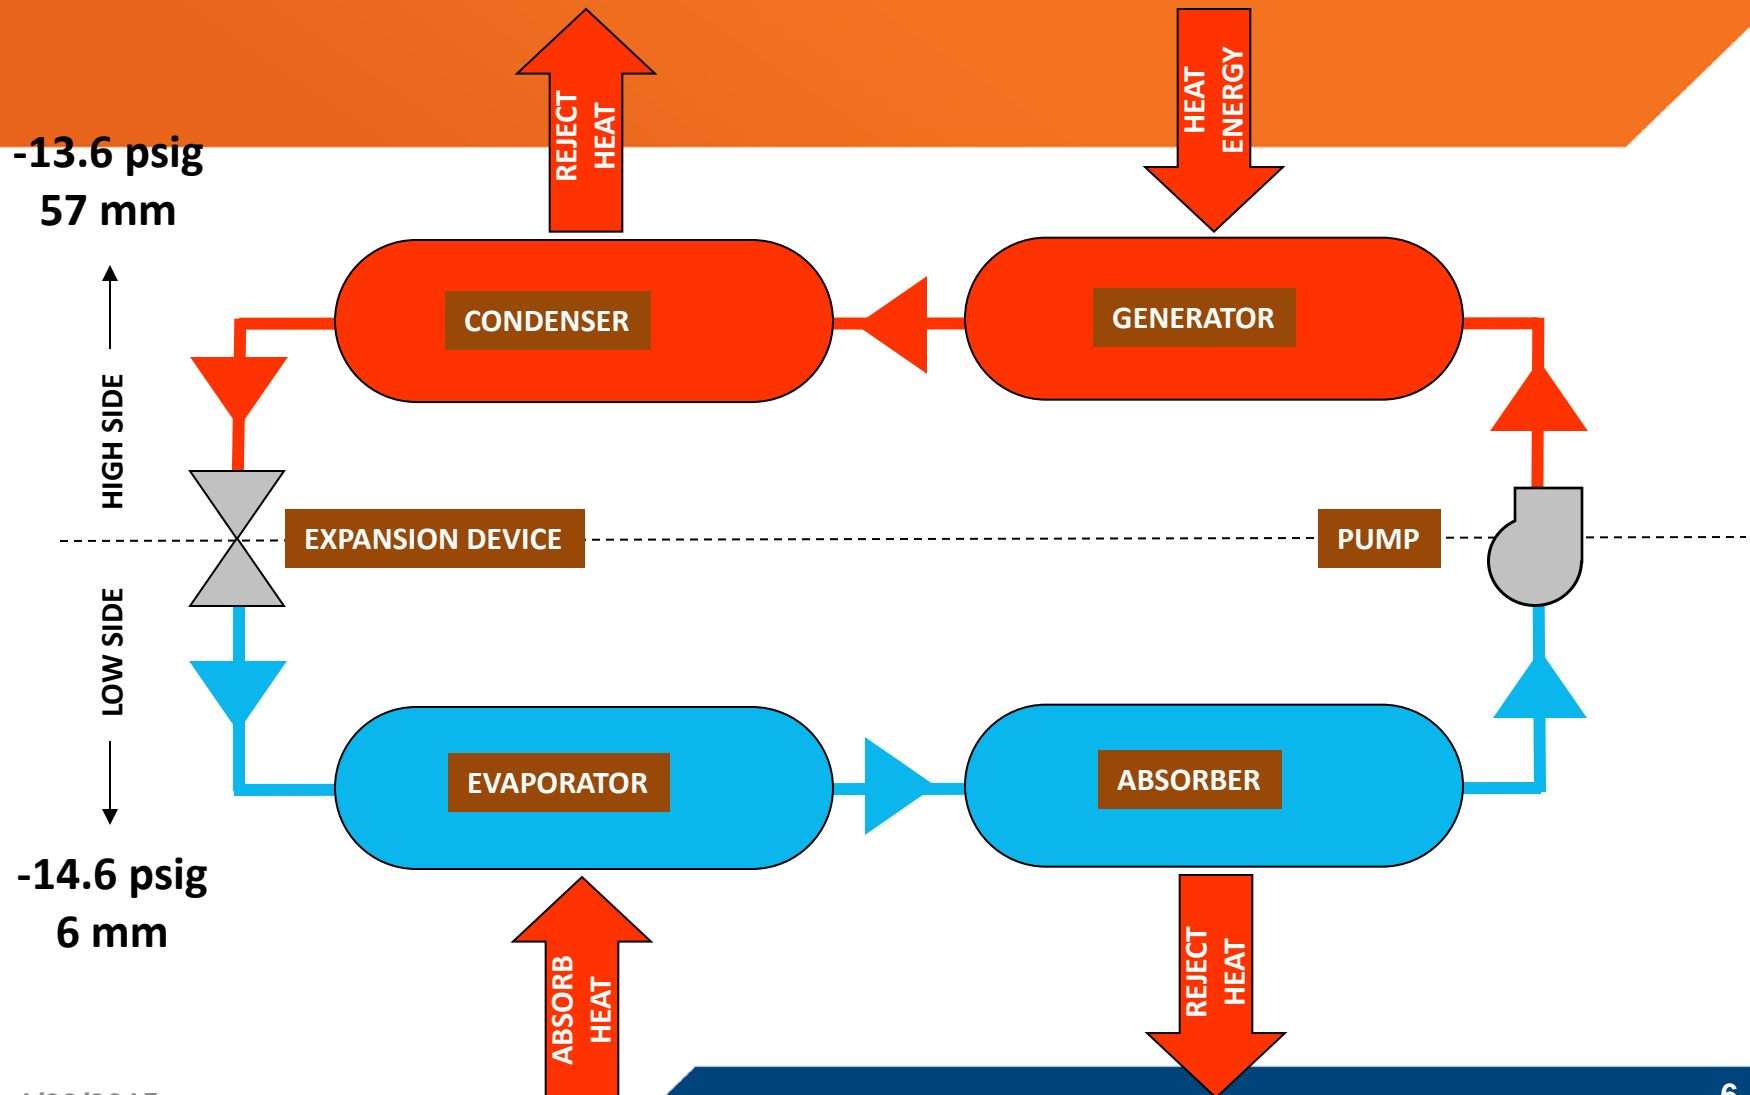 REJECT
HEAT
HEAT
ENERGY
-13.6 psig
57 mm
CONDENSER
GENERATOR
HIGH SIDE
EXPANSION DEVICE
PUMP
LOW SIDE
EVAPORATOR
ABSORBER
-14.6 psig
6 mm
ABSORB
HEAT
REJECT
HEAT
6